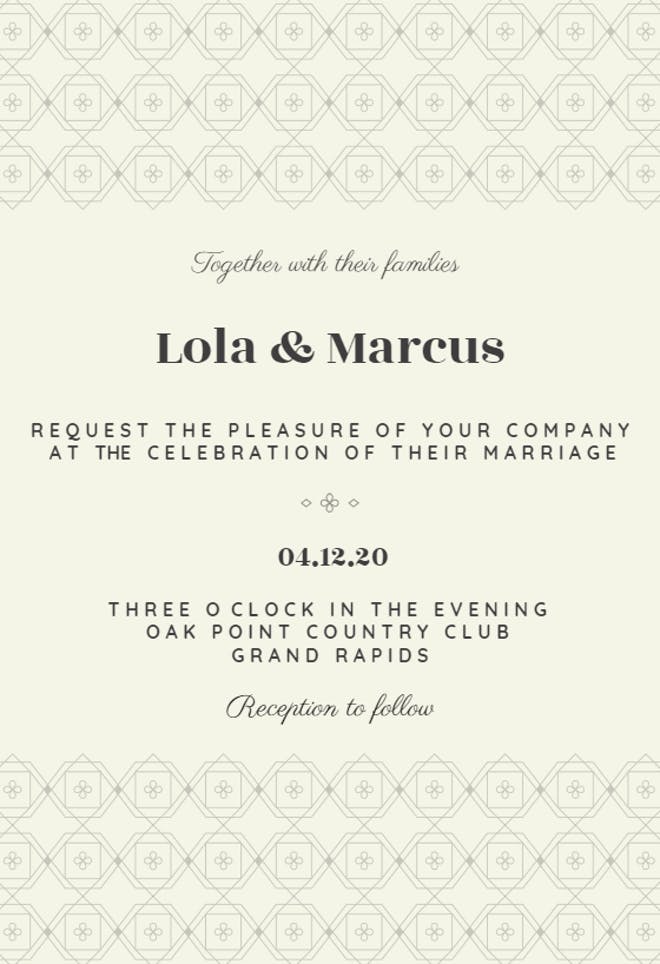 Together with their families
Lola & Marcus
REQUEST THE PLEASURE OF YOUR COMPANY
AT THE CELEBRATION OF THEIR MARRIAGE
04.12.20
THREE O CLOCK IN THE EVENING
OAK POINT COUNTRY CLUB
GRAND RAPIDS
Reception to follow